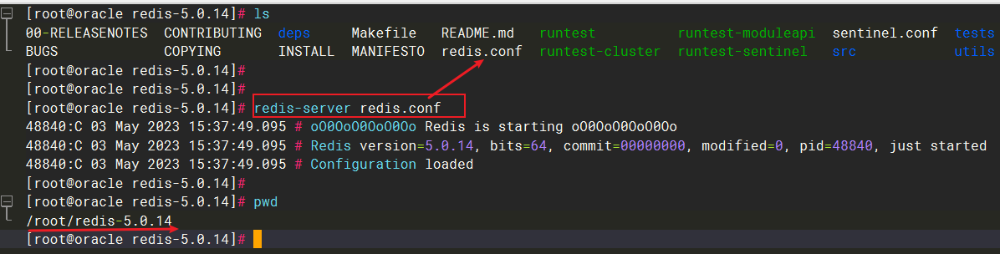 [root@oracle redis-5.0.14]# ls
00-RELEASENOTES CONTRIBUTING deps Makefile README.md runtest runtest-moduleapi sentinel.conf tests
BUGS COPYING INSTALL MANIFESTO redis.conf runtest-cluster runtest-sentinel src utils
[root@oracle redis-5.0.14]#
[root@oracle redis-5.0.14]#
[root@oracle redis-5.0.14]# redis-server redis.conf
48840:C 03 May 2023 15:37:49.095 # oO0OoO0OoO0Oo Redis is starting oO0OoO0OoO0Oo
48840:C 03 May 2023 15:37:49.095 # Redis version=5.0.14, bits=64, commit=00000000, modified=0, pid=48840, just started
48840:C 03 May 2023 15:37:49.095 # Configuration loaded
[root@oracle redis-5.0.14]#
[root@oracle redis-5.0.14]# pwd
/root/redis-5.0.14
[root@oracle redis-5.0.14]#